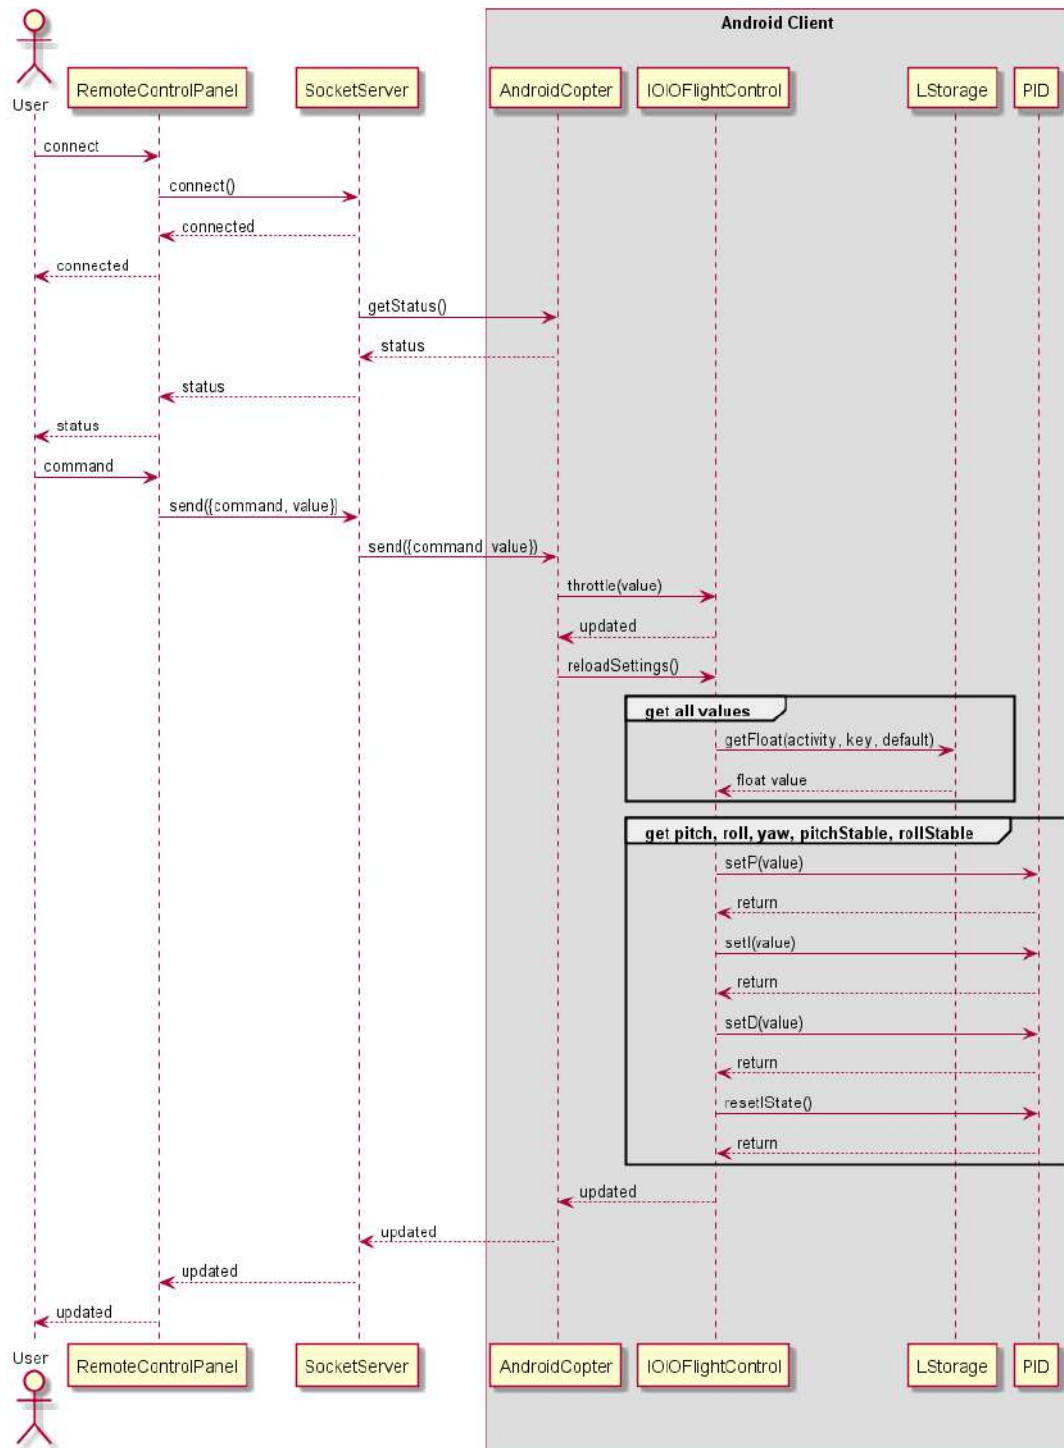 Android Client
RemoteControlPanel
SocketServer
AndroidCopter
IOIOFlightControl
LStorage
PID
User
connect
connect()
connected
connected
getStatus()
status
status
status
command
send({command, value}]
send({command, value})
throttle(value)
updated
reloadSettings()
get all values
getFloat(activity, key, default)
float value
get pitch, roll, yaw, pitchStable, rollStable
setP(value)
return
setI(value)
return
setD(value)
return
resetIState()
return
updated
updated
updated
updated
User
RemoteControlPanel
SocketServer
AndroidCopter
IOIOFlightControl
LStorage
PID